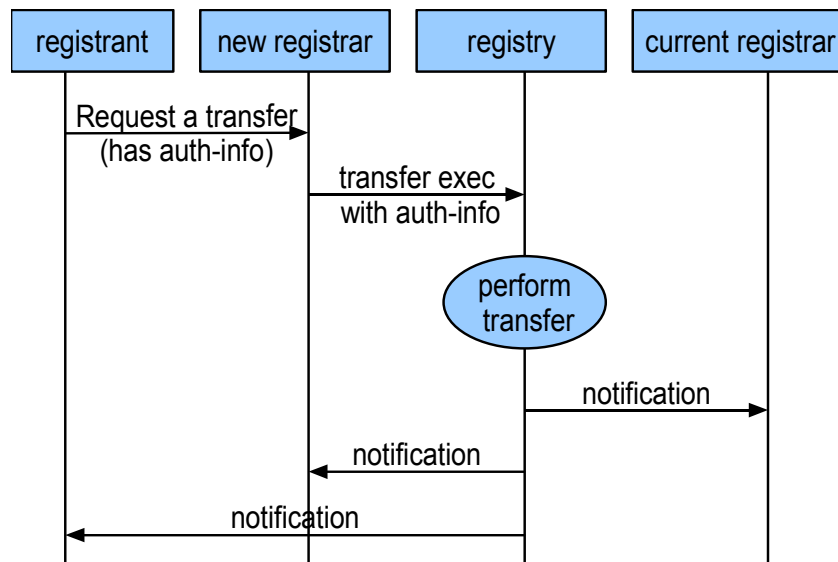 registrant
new registrar
registry
current registrar
Request a transfer
(has auth-info)
transfer exec
with auth-info
perform
transfer
notification
notification
notification